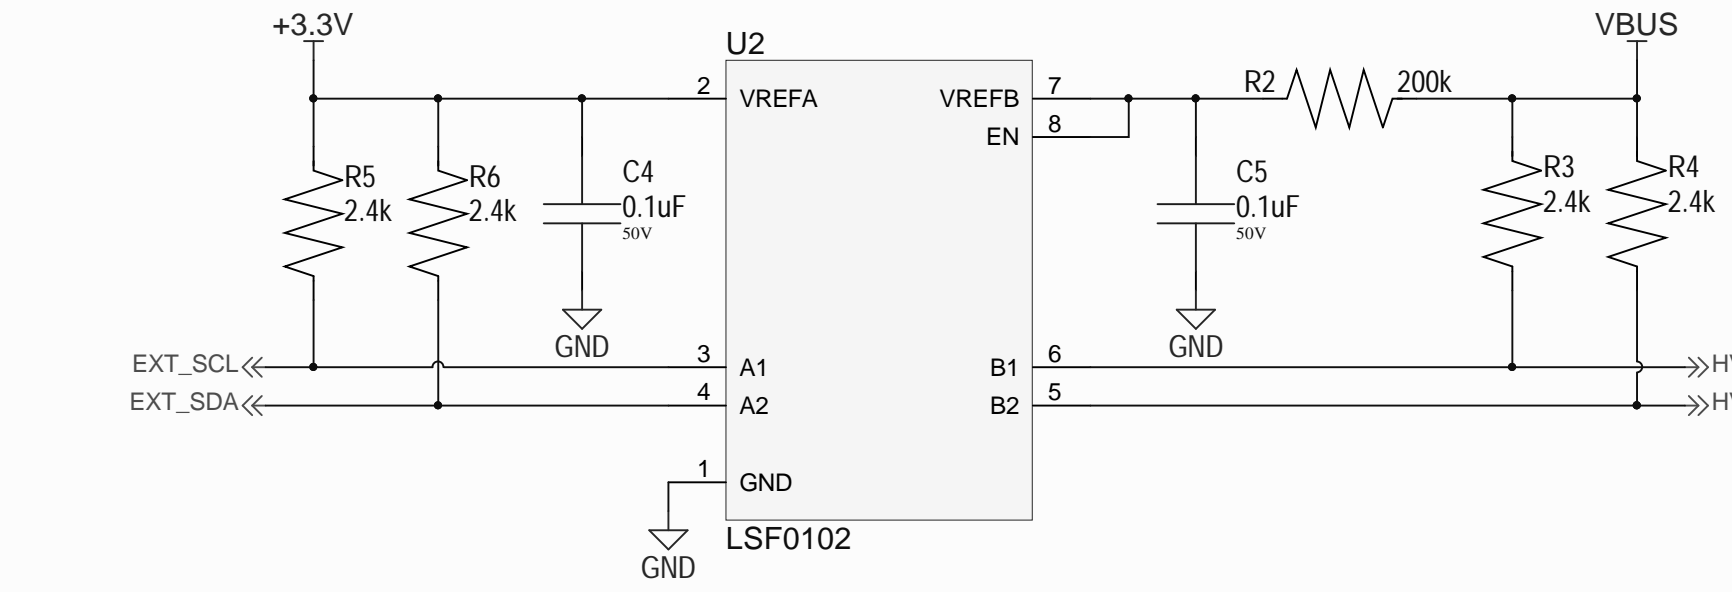 +3.3V
VBUS
U2
R2
200k
2
VREFA
VREFB
7
EN
8
R5
2.4k
R6
2.4k
C4
0.1uF
50V
C5
0.1uF
50V
R3
2.4k
R4
2.4k
GND
GND
EXT_SCL
3
A1
B1
6
EXT_SDA
4
A2
B2
5
1
GND
LSF0102
GND